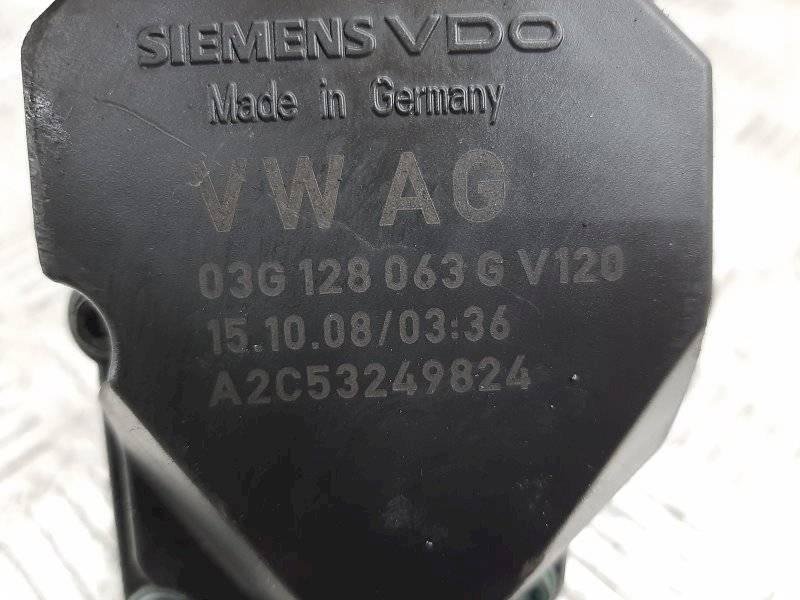 SIEMENS VDO
Made in Germany
VW AG
03G 128 063 G V120
15.10.08/03:36
A2C53249824